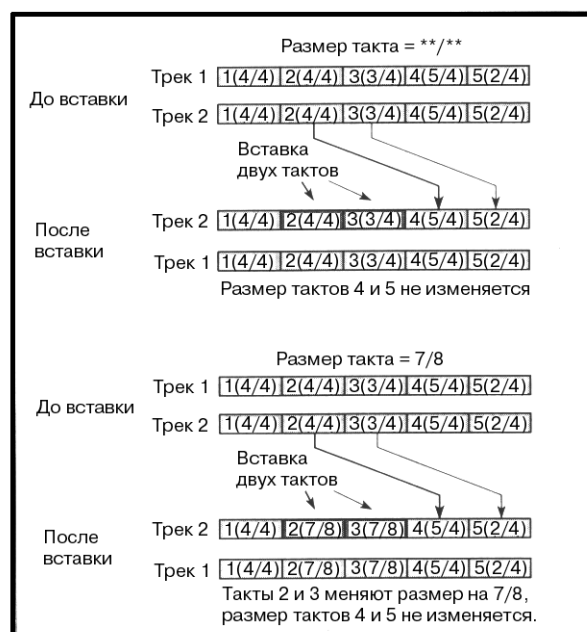 Размер такта = **/**
До вставки
Трек 1 1(4/4) 2(4/4) 3(3/4) 4(5/4) 5(2/4)
Трек 2 1(4/4) 2(4/4) 3(3/4) 4(5/4) 5(2/4)
Вставка
двух тактов
После
вставки
Трек 2 1(4/4) 2(4/4) 3(3/4) 4(5/4) 5(2/4)
Трек 1 1(4/4) 2(4/4) 3(3/4) 4(5/4) 5(2/4)
Размер тактов 4 и 5 не изменяется
Размер такта = 7/8
До вставки
Трек 1 1(4/4) 2(4/4) 3(3/4) 4(5/4) 5(2/4)
Трек 2 1(4/4) 2(4/4) 3(3/4) 4(5/4) 5(2/4)
Вставка
двух тактов
После
вставки
Трек 2 1(4/4) 2(7/8) 3(7/8) 4(5/4) 5(2/4)
Трек 1 1(4/4) 2(7/8) 3(7/8) 4(5/4) 5(2/4)
Такты 2 и 3 меняют размер на 7/8,
размер тактов 4 и 5 не изменяется.